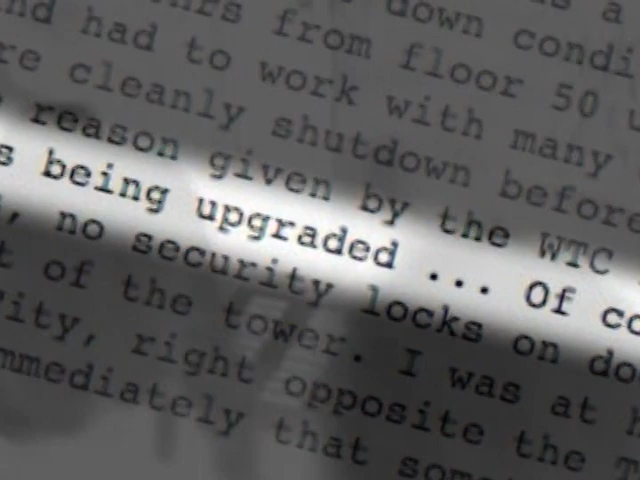 a
down condi
from floor 50 u
nd had to work with many
re cleanly shutdown before
reason given by the WTC
s being upgraded ... Of co
, no security locks on do
t of the tower. I was at h
ity, right opposite the T
mmediately that some